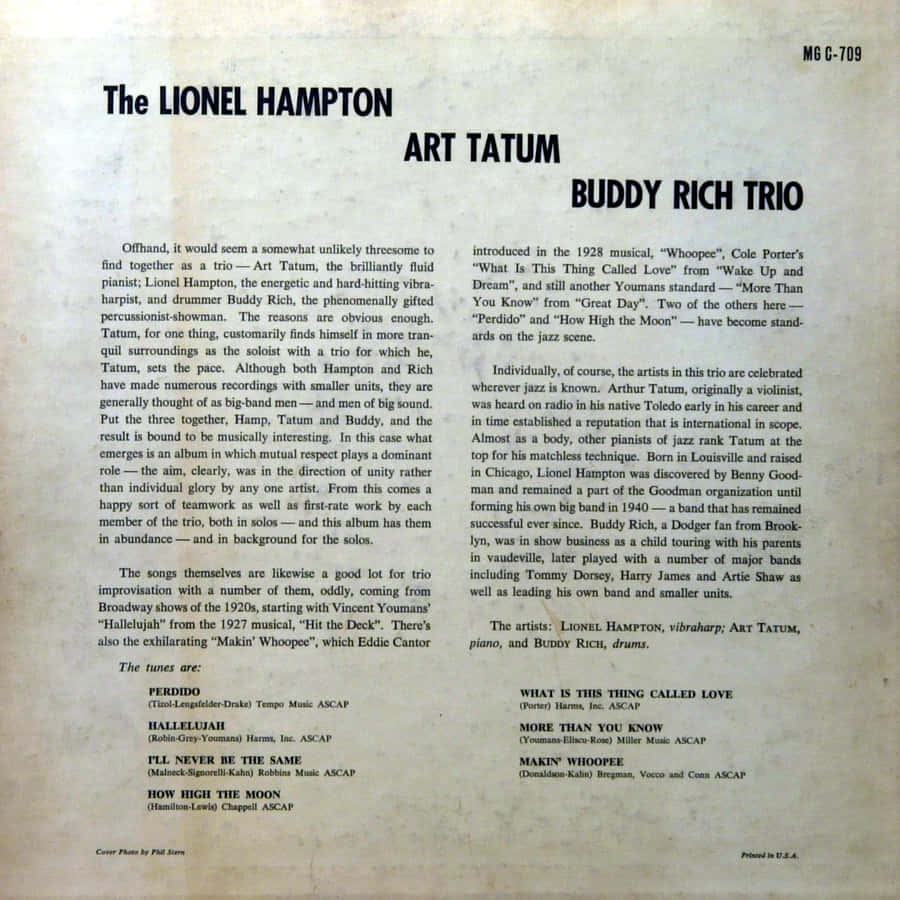 MG C-709
The LIONEL HAMPTON
ART TATUM
BUDDY RICH TRIO
Offhand, it would seem a somewhat unlikely threesome to
find together as a trio — Art Tatum, the brilliantly fluid
pianist; Lionel Hampton, the energetic and hard-hitting vibra-
harpist, and drummer Buddy Rich, the phenomenally gifted
percussionist-showman. The reasons are obvious enough.
Tatum, for one thing, customarily finds himself in more tran-
quil surroundings as the soloist with a trio for which he,
Tatum, sets the pace. Although both Hampton and Rich
have made numerous recordings with smaller units, they are
generally thought of as big-band men — and men of big sound.
Put the three together, Hamp, Tatum and Buddy, and the
result is bound to be musically interesting. In this case what
emerges is an album in which mutual respect plays a dominant
role — the aim, clearly, was in the direction of unity rather
than individual glory by any one artist. From this comes a
happy sort of teamwork as well as first-rate work by each
member of the trio, both in solos — and this album has them
in abundance — and in background for the solos.
The songs themselves are likewise a good lot for trio
improvisation with a number of them, oddly, coming from
Broadway shows of the 1920s, starting with Vincent Youmans'
"Hallelujah" from the 1927 musical, "Hit the Deck". There's
also the exhilarating "Makin' Whoopee", which Eddie Cantor
introduced in the 1928 musical, "Whoopee", Cole Porter's
"What Is This Thing Called Love" from "Wake Up and
Dream", and still another Youmans standard — "More Than
You Know" from "Great Day". Two of the others here —
"Perdido" and "How High the Moon" — have become stand-
ards on the jazz scene.
Individually, of course, the artists in this trio are celebrated
wherever jazz is known. Arthur Tatum, originally a violinist,
was heard on radio in his native Toledo early in his career and
in time established a reputation that is international in scope.
Almost as a body, other pianists of jazz rank Tatum at the
top for his matchless technique. Born in Louisville and raised
in Chicago, Lionel Hampton was discovered by Benny Good-
man and remained a part of the Goodman organization until
forming his own big band in 1940 — a band that has remained
successful ever since. Buddy Rich, a Dodger fan from Brook-
lyn, was in show business as a child touring with his parents
in vaudeville, later played with a number of major bands
including Tommy Dorsey, Harry James and Artie Shaw as
well as leading his own band and smaller units.
The artists: LIONEL HAMPTON, vibraharp; ART TATUM,
piano, and BUDDY RICH, drums.
The tunes are:
PERDIDO
(Tizol-Lengsfelder-Drake) Tempo Music ASCAP
HALLELUJAH
(Robin-Grey-Youmans) Harms, Inc. ASCAP
I'LL NEVER BE THE SAME
(Malneck-Signorelli-Kahn) Robbins Music ASCAP
HOW HIGH THE MOON
(Hamilton-Lewis) Chappell ASCAP
WHAT IS THIS THING CALLED LOVE
(Porter) Harms, Inc. ASCAP
MORE THAN YOU KNOW
(Youmans-Eliscu-Rose) Miller Music ASCAP
MAKIN' WHOOPEE
(Donaldson-Kahn) Bregman, Vocco and Conn ASCAP
Cover Photo by Phil Stern
Printed in U.S.A.